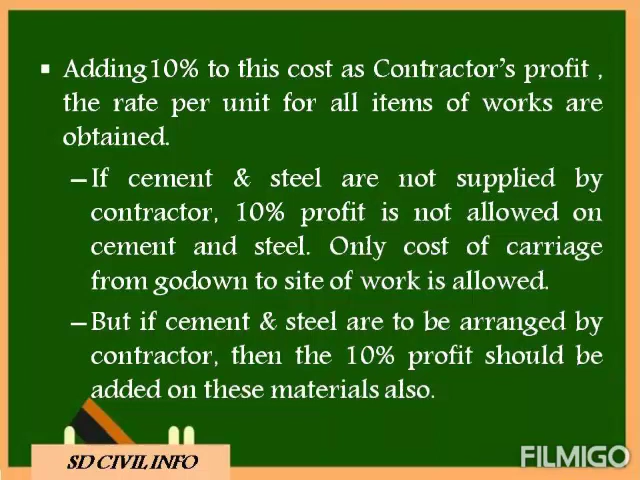 ▪ Adding10% to this cost as Contractor's profit ,
the rate per unit for all items of works are
obtained.
–If cement & steel are not supplied by
contractor, 10% profit is not allowed on
cement and steel. Only cost of carriage
from godown to site of work is allowed.
–But if cement & steel are to be arranged by
contractor, then the 10% profit should be
added on these materials also.
SD CIVIL INFO
FILMIGO